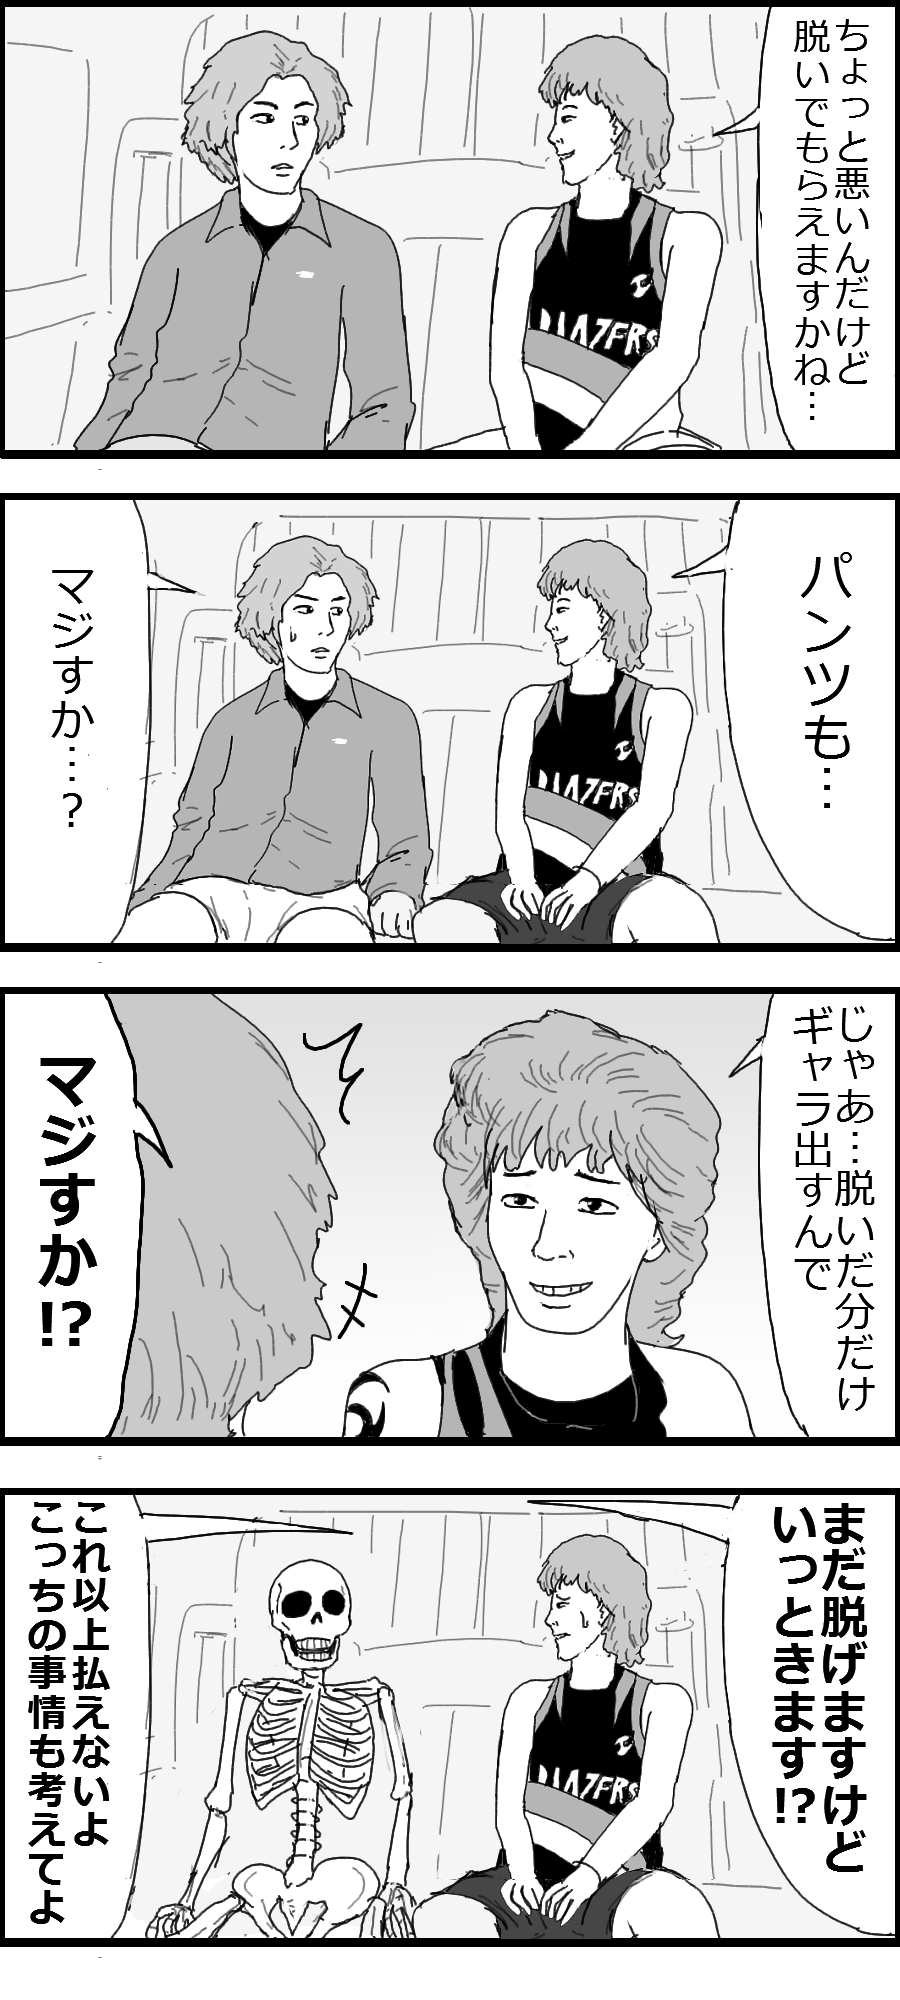 ちょっと悪いんだけど
脱いでもらえますかね…
パンツも…
マジすか…?
じゃあ…脱いだ分だけ
ギャラ出すんで
マジすか!?
まだ脱げますけど
いっときます!?
これ以上払えないよ
こっちの事情も考えてよ